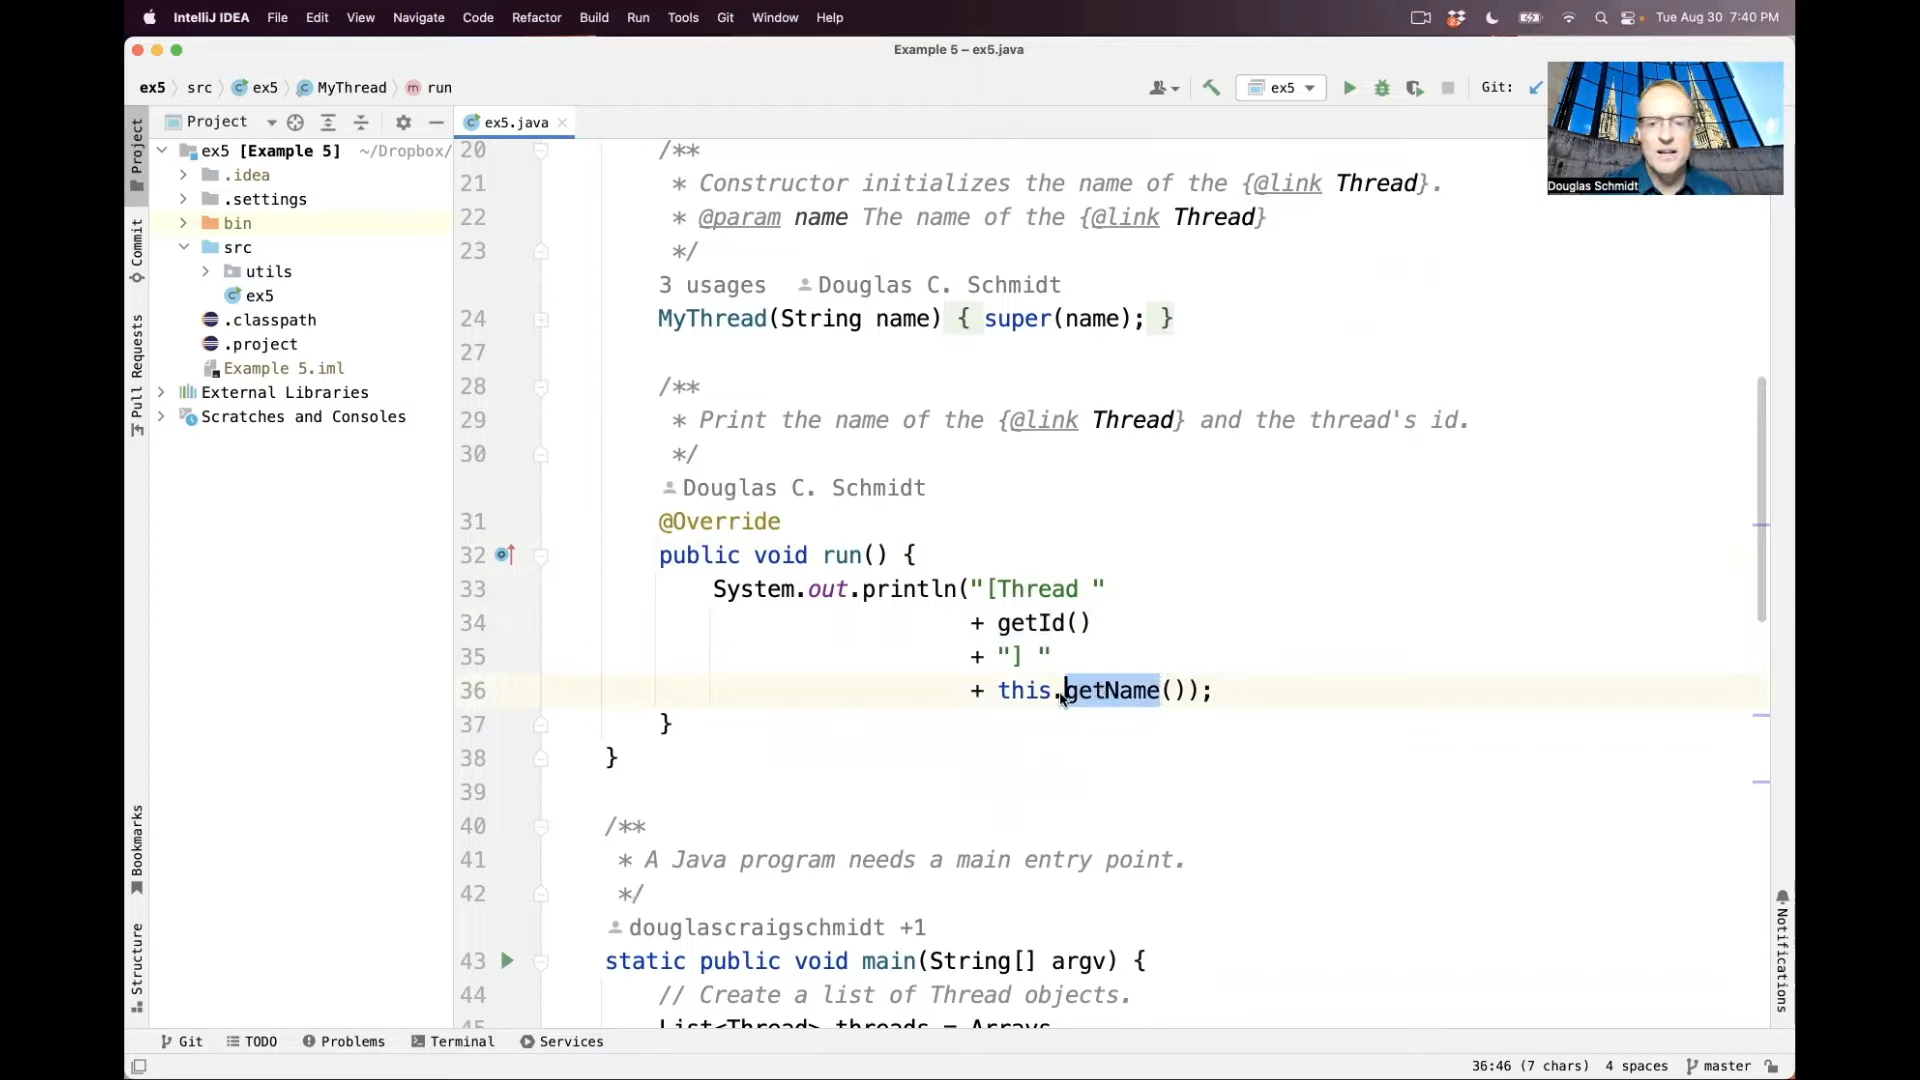 IntelliJ IDEA File Edit View Navigate Code Refactor Build Run Tools Git Window Help Tue Aug 30 7:40 PM
Example 5 – ex5.java
ex5 src ex5 MyThread m run ex5 Git:
Project ex5.java
ex5 [Example 5] ~/Dropbox/
.idea
.settings
bin
src
utils
ex5
.classpath
.project
Example 5.iml
External Libraries
Scratches and Consoles
Project
Commit
Pull Requests
Bookmarks
Structure
20 /**
21 * Constructor initializes the name of the {@link Thread}.
22 * @param name The name of the {@link Thread}
23 */
3 usages Douglas C. Schmidt
24 MyThread(String name) { super(name); }
27
28 /**
29 * Print the name of the {@link Thread} and the thread's id.
30 */
Douglas C. Schmidt
31 @Override
32 public void run() {
33 System.out.println("[Thread "
34 + getId()
35 + "] "
36 + this.getName());
37 }
38 }
39
40 /**
41 * A Java program needs a main entry point.
42 */
douglascraigschmidt +1
43 static public void main(String[] argv) {
44 // Create a list of Thread objects.
45 List<Thread> threads = Arrays
Douglas Schmidt
Notifications
Git TODO Problems Terminal Services
36:46 (7 chars) 4 spaces master